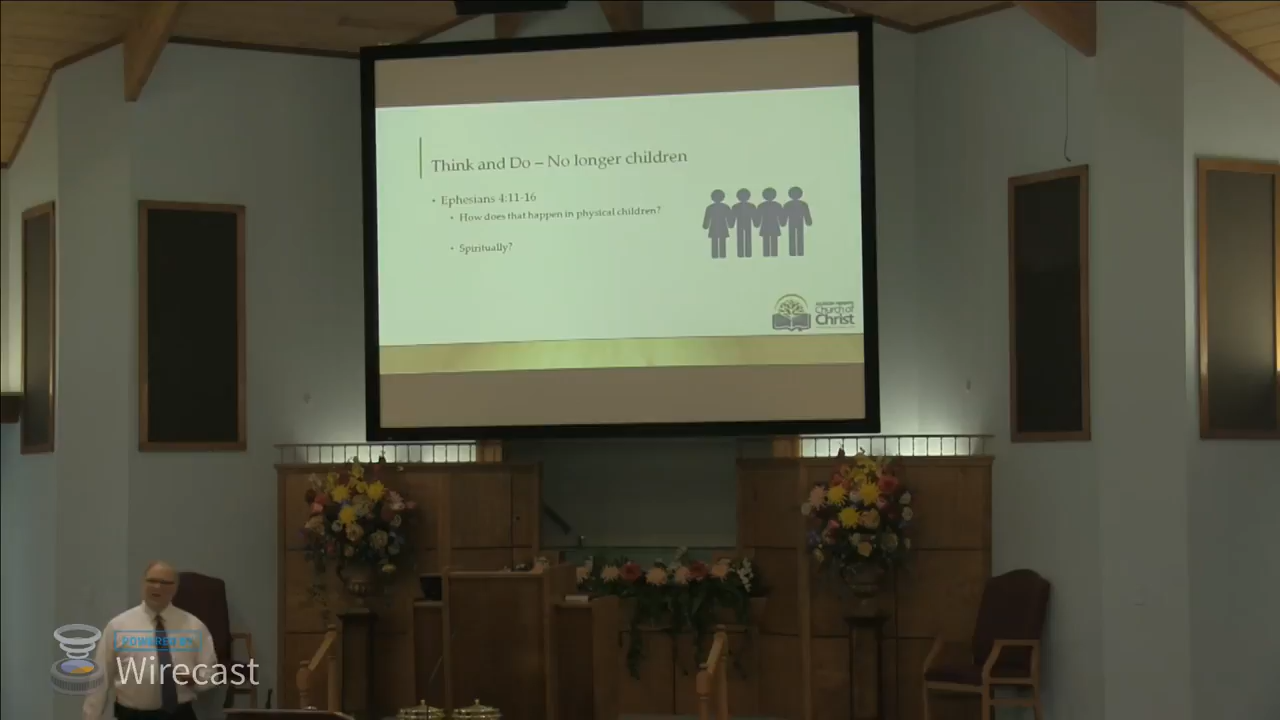 Think and Do – No longer children
• Ephesians 4:11-16
• How does that happen in physical children?
• Spiritually?
Church of
Christ
POWERED BY
Wirecast